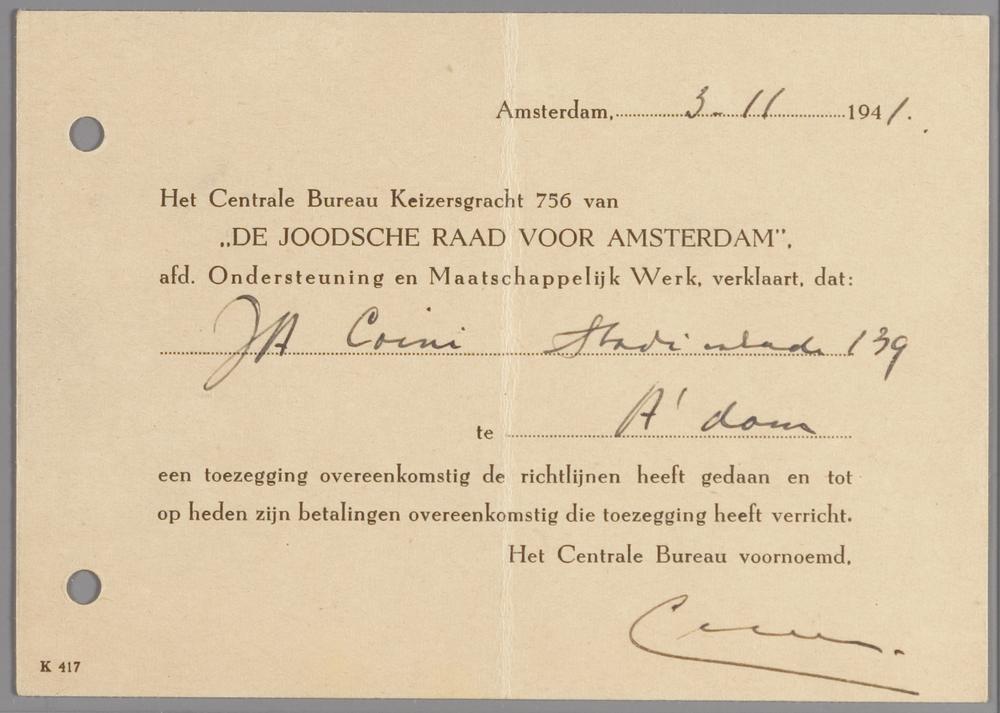 Amsterdam, 3-11 1941.
Het Centrale Bureau Keizersgracht 756 van
„DE JOODSCHE RAAD VOOR AMSTERDAM”,
afd. Ondersteuning en Maatschappelijk Werk, verklaart, dat:
JA Coini 139
te A'dam
een toezegging overeenkomstig de richtlijnen heeft gedaan en tot
op heden zijn betalingen overeenkomstig die toezegging heeft verricht.
Het Centrale Bureau voornoemd,
K 417